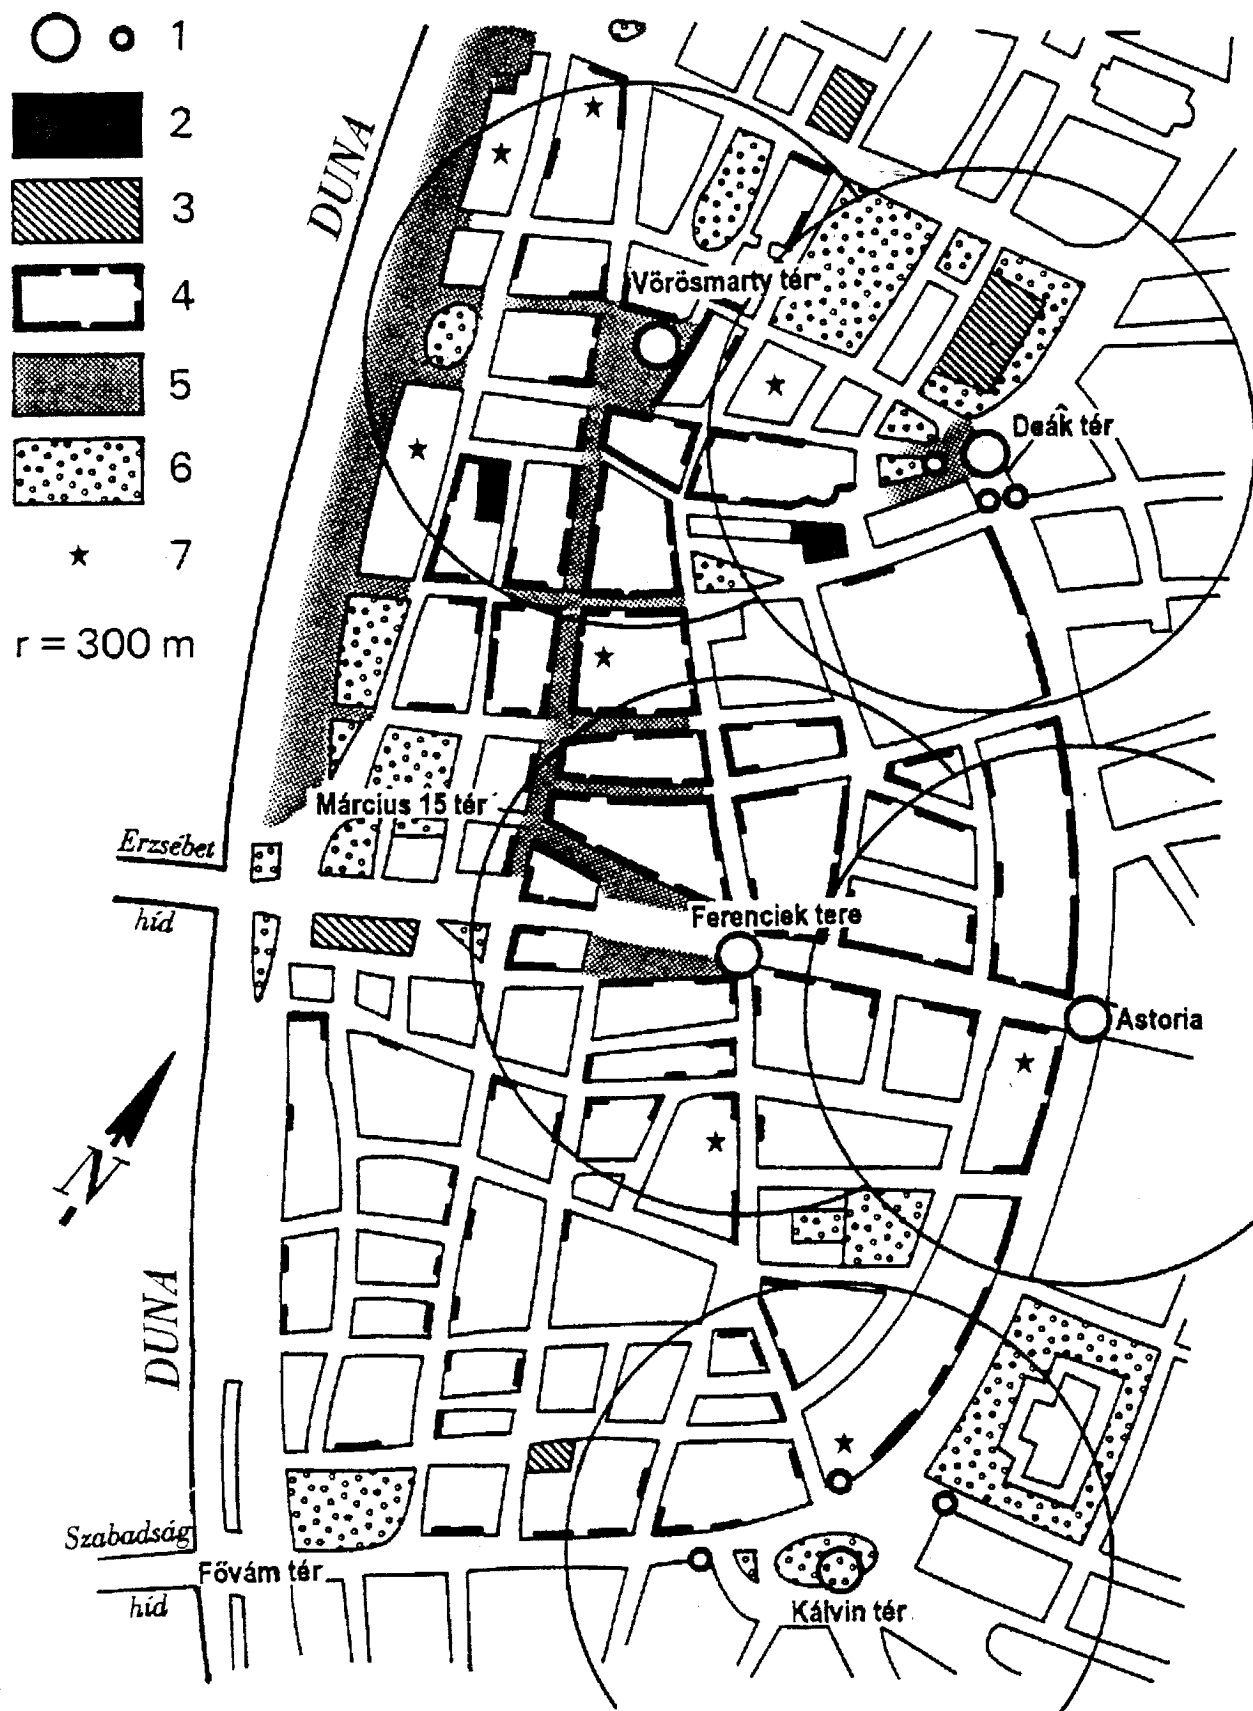 1
2
3
4
5
6
7
r = 300 m
DUNA
Vörösmarty tér
Deák tér
Március 15 tér
Erzsébet
híd
Ferenciek tere
Astoria
N
DUNA
Szabadság
híd
Fővám tér
Kálvin tér